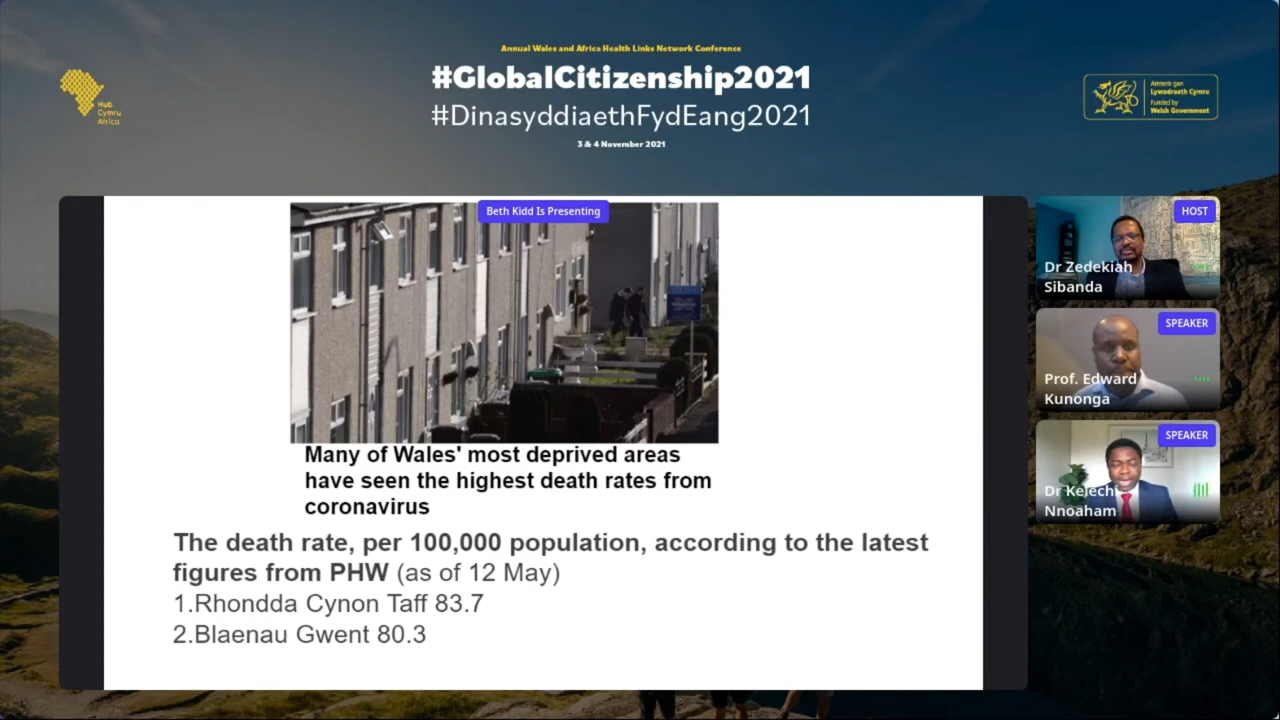 Annual Wales and Africa Health Links Network Conference
#GlobalCitizenship2021
#DinasyddiaethFydEang2021
3 & 4 November 2021
Hub
Cymru
Africa
Ariennir gan
Lywodraeth Cymru
Funded by
Welsh Government
Beth Kidd Is Presenting
Many of Wales' most deprived areas
have seen the highest death rates from
coronavirus
The death rate, per 100,000 population, according to the latest
figures from PHW (as of 12 May)
1.Rhondda Cynon Taff 83.7
2.Blaenau Gwent 80.3
HOST
Dr Zedekiah
Sibanda
SPEAKER
Prof. Edward
Kunonga
SPEAKER
Dr Kelechi
Nnoaham